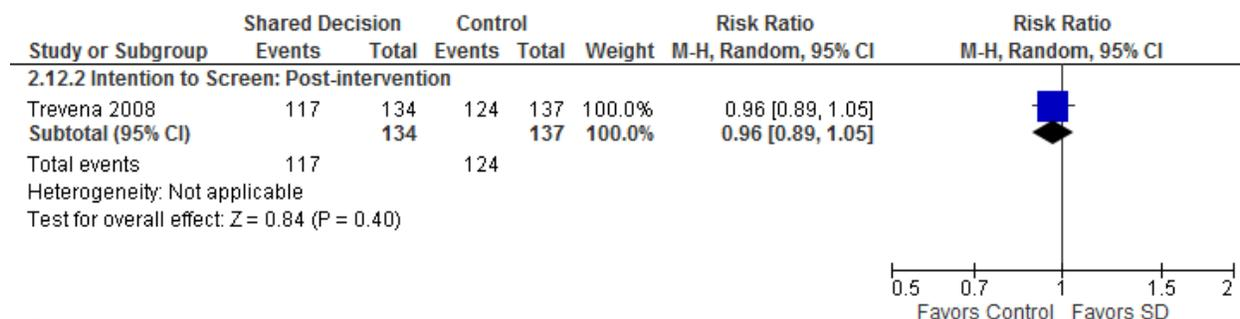 Shared Decision Control Risk Ratio Risk Ratio
Study or Subgroup Events Total Events Total Weight M-H, Random, 95% CI M-H, Random, 95% CI
2.12.2 Intention to Screen: Post-intervention
Trevena 2008 117 134 124 137 100.0% 0.96 [0.89, 1.05]
Subtotal (95% CI) 134 137 100.0% 0.96 [0.89, 1.05]
Total events 117 124
Heterogeneity: Not applicable
Test for overall effect: Z = 0.84 (P = 0.40)
0.5 0.7 1 1.5 2
Favors Control Favors SD